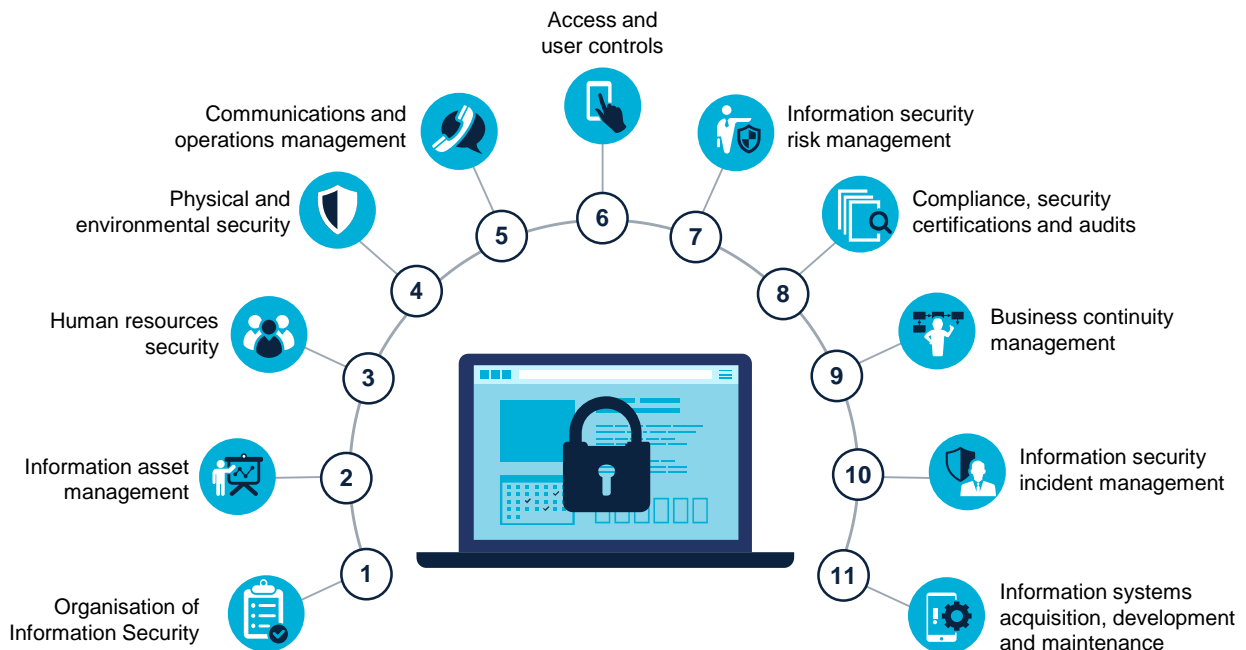 1
Organisation of
Information Security
2
Information asset
management
3
Human resources
security
4
Physical and
environmental security
5
Communications and
operations management
6
Access and
user controls
7
Information security
risk management
8
Compliance, security
certifications and audits
9
Business continuity
management
10
Information security
incident management
11
Information systems
acquisition, development
and maintenance